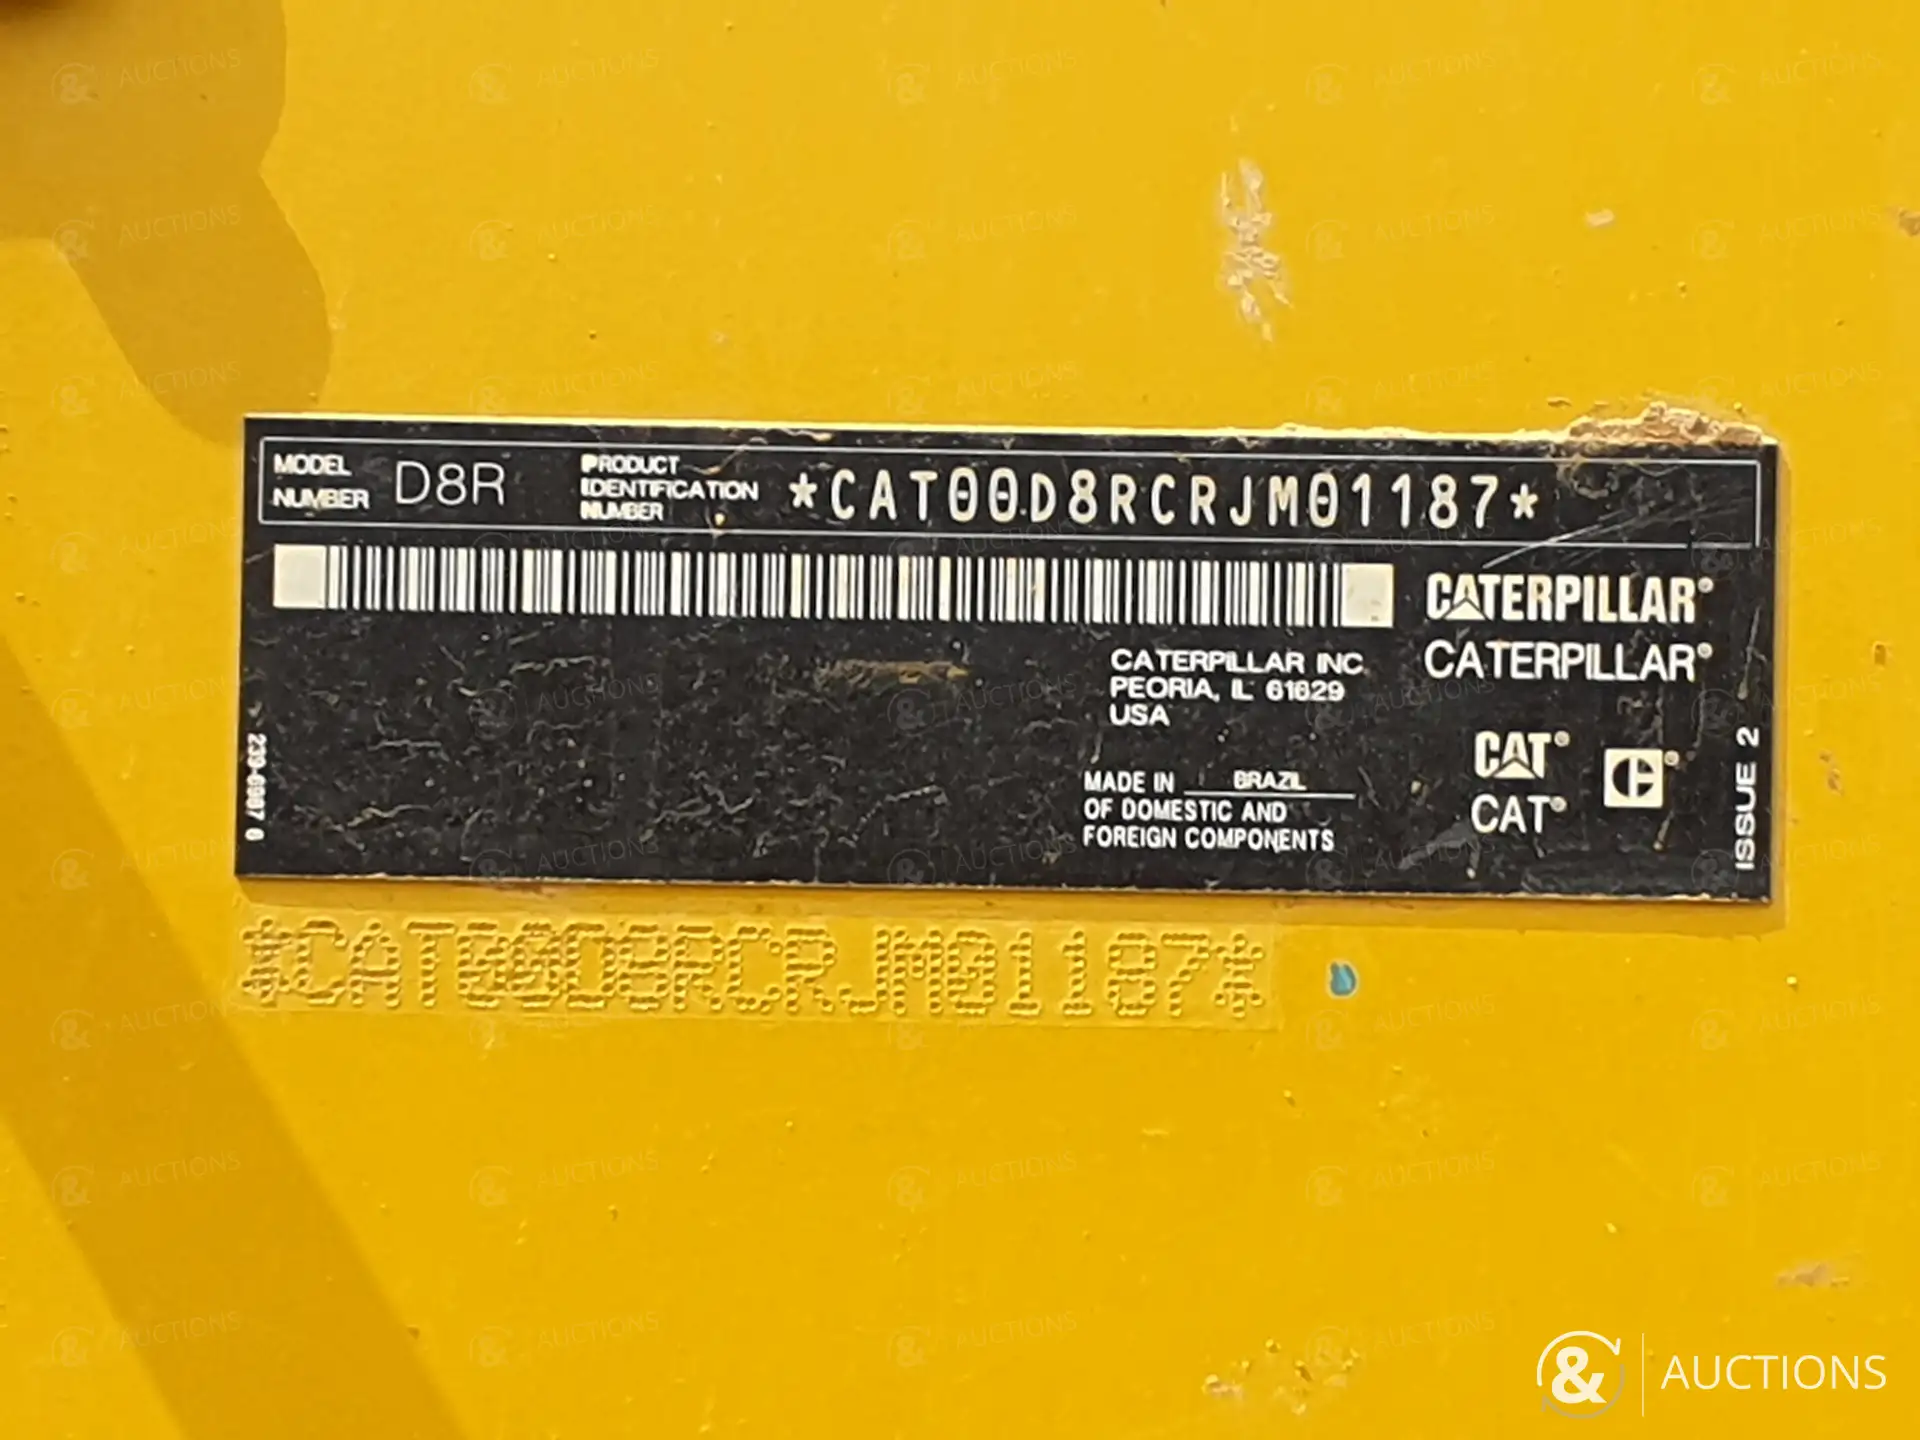 MODEL NUMBER D8R
PRODUCT IDENTIFICATION NUMBER *CAT00D8RCRJM01187*
CATERPILLAR®
CATERPILLAR®
CATERPILLAR INC
PEORIA, IL 61629
USA
MADE IN BRAZIL
OF DOMESTIC AND
FOREIGN COMPONENTS
CAT®
CAT®
ISSUE 2
*CAT00D8RCRJM01187*
& AUCTIONS